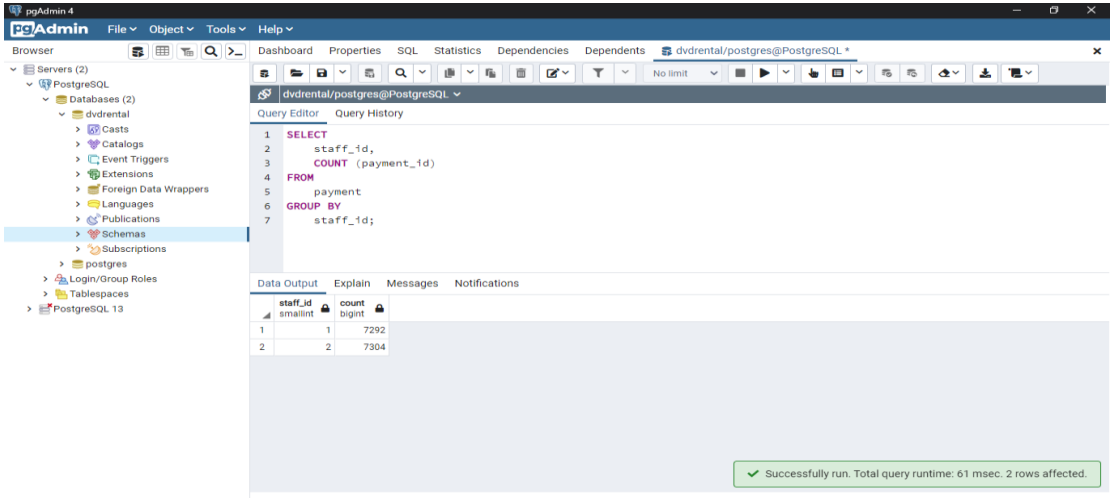 pgAdmin 4
pgAdmin File Object Tools Help
Browser Dashboard Properties SQL Statistics Dependencies Dependents dvdrental/postgres@PostgreSQL *
Servers (2)
PostgreSQL
Databases (2)
dvdrental
Casts
Catalogs
Event Triggers
Extensions
Foreign Data Wrappers
Languages
Publications
Schemas
Subscriptions
postgres
Login/Group Roles
Tablespaces
PostgreSQL 13
No limit
dvdrental/postgres@PostgreSQL
Query Editor Query History
1 SELECT
2 staff_id,
3 COUNT (payment_id)
4 FROM
5 payment
6 GROUP BY
7 staff_id;
Data Output Explain Messages Notifications
staff_id count
smallint bigint
1 1 7292
2 2 7304
Successfully run. Total query runtime: 61 msec. 2 rows affected.